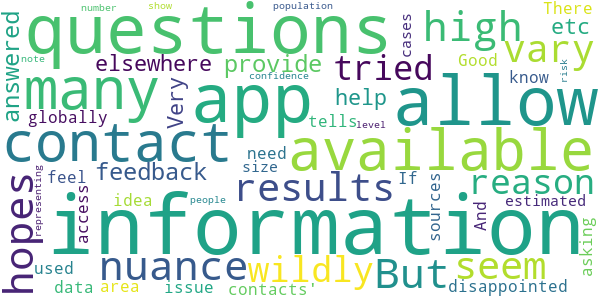 number
show
population
There
questions
high
etc
cases
vary
note
elsewhere
provide
tried
Good
answered
many
Very
app
confidence
know
risk
help
allow
globally
tells
level
contact
available
feedback
need
size
reason
feel
results
If
hopes
representing
access
idea
people
sources
And
estimated
asking
information
used
nuance
wildly
But
seem
data
area
issue
contacts'
disappointed